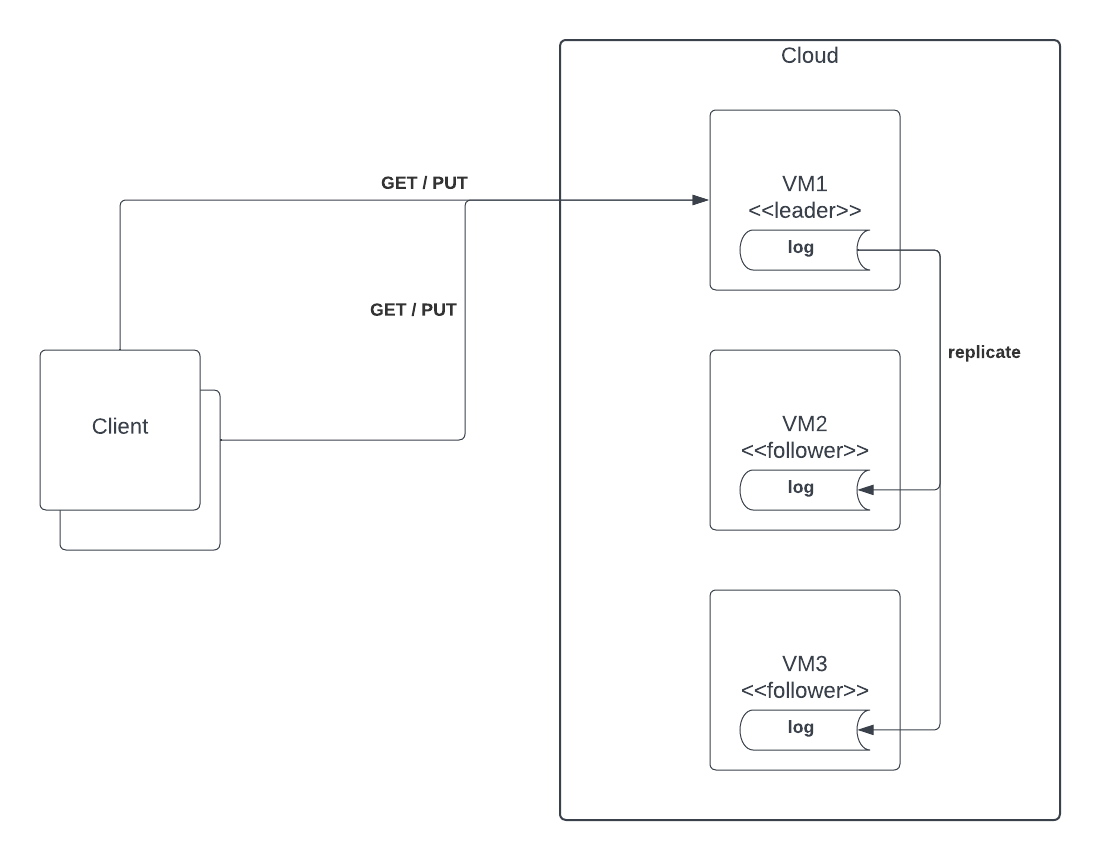 Cloud
GET / PUT
VM1
<<leader>>
log
GET / PUT
replicate
Client
VM2
<<follower>>
log
VM3
<<follower>>
log